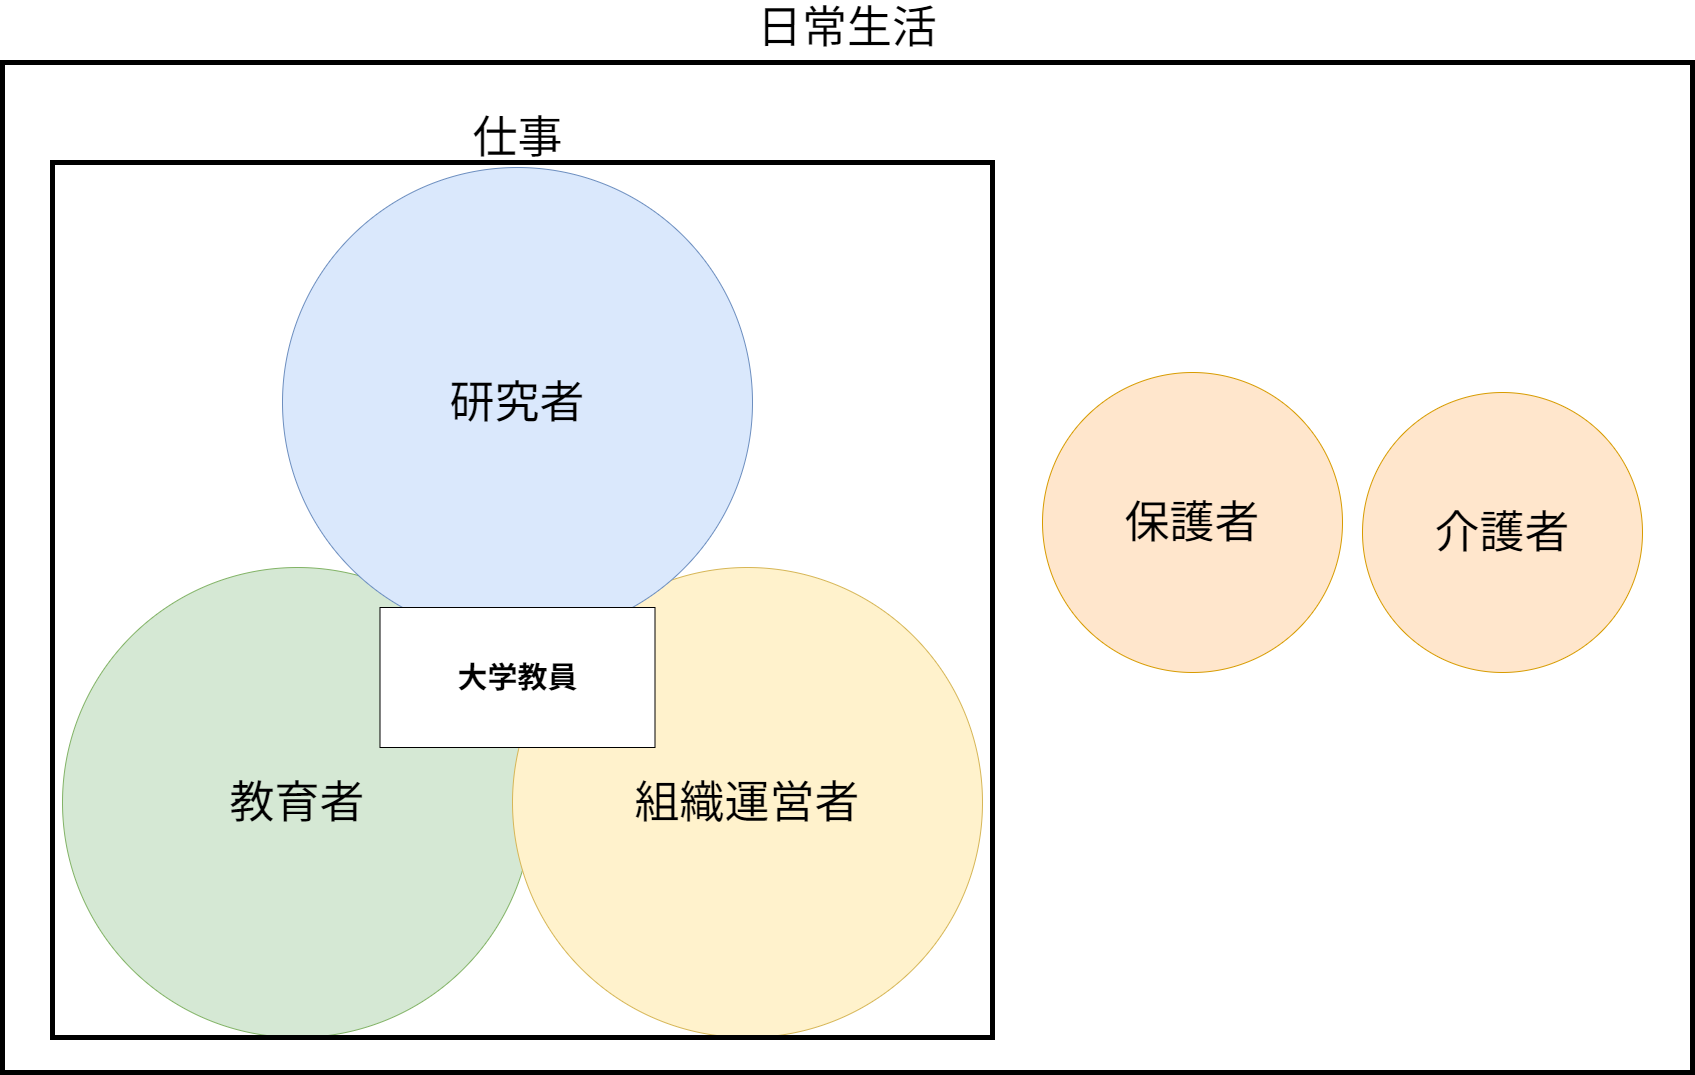 日常生活
仕事
研究者
保護者
介護者
大学教員
教育者
組織運営者